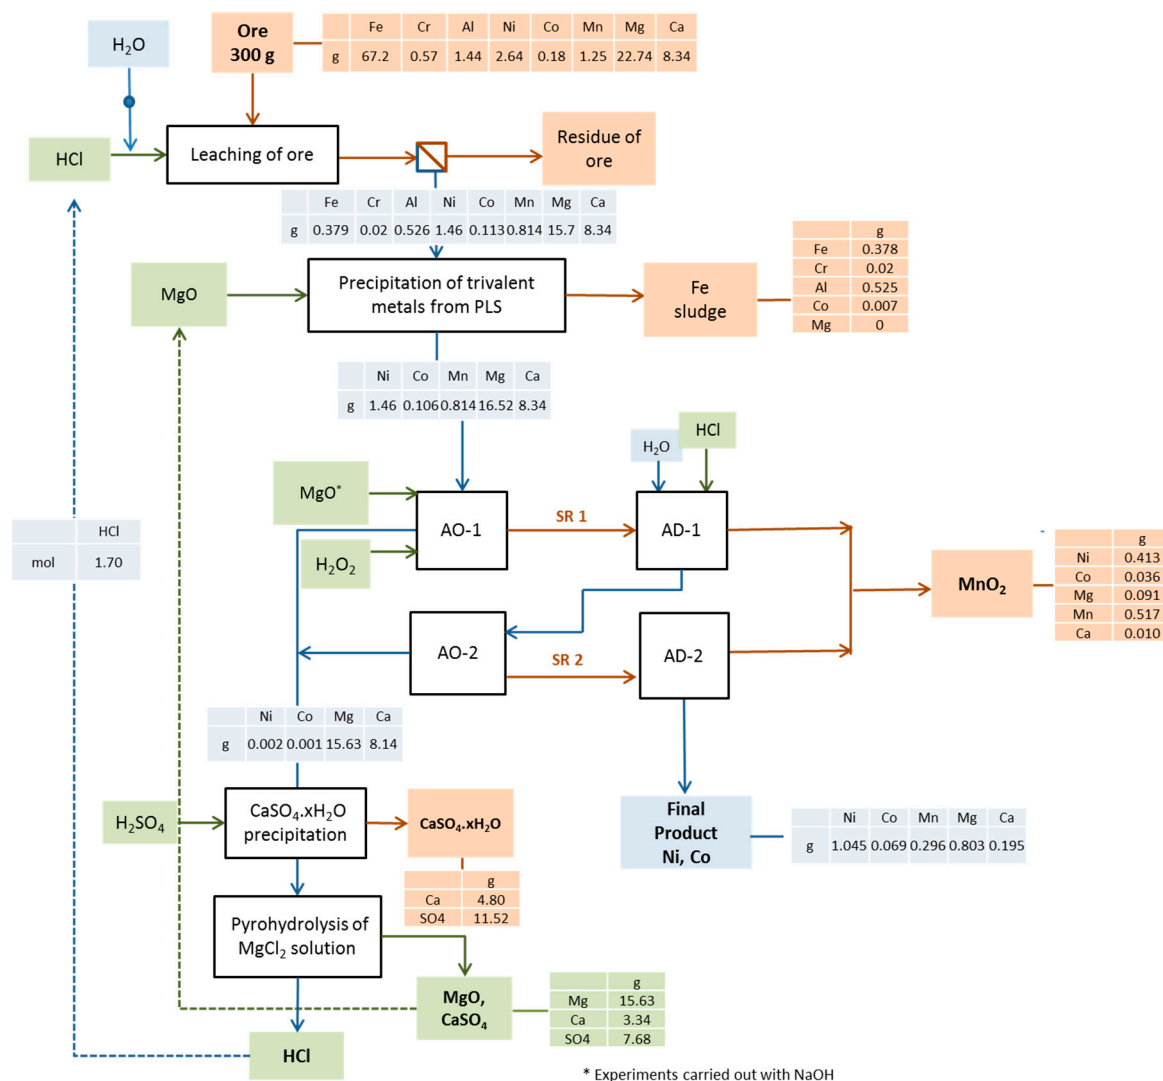 H₂O
Ore
300 g
Fe Cr Al Ni Co Mn Mg Ca
g 67.2 0.57 1.44 2.64 0.18 1.25 22.74 8.34
HCl
Leaching of ore
Residue of
ore
Fe Cr Al Ni Co Mn Mg Ca
g 0.379 0.02 0.526 1.46 0.113 0.814 15.7 8.34
MgO
Precipitation of trivalent
metals from PLS
Fe
sludge
g
Fe 0.378
Cr 0.02
Al 0.525
Co 0.007
Mg 0
Ni Co Mn Mg Ca
g 1.46 0.106 0.814 16.52 8.34
H₂O
HCl
MgO*
AO-1
SR 1
AD-1
H₂O₂
HCl
mol 1.70
MnO₂
g
Ni 0.413
Co 0.036
Mg 0.091
Mn 0.517
Ca 0.010
AO-2
SR 2
AD-2
Ni Co Mg Ca
g 0.002 0.001 15.63 8.14
H₂SO₄
CaSO₄.xH₂O
precipitation
CaSO₄.xH₂O
g
Ca 4.80
SO4 11.52
Final
Product
Ni, Co
Ni Co Mn Mg Ca
g 1.045 0.069 0.296 0.803 0.195
Pyrohydrolysis of
MgCl₂ solution
MgO,
CaSO₄
g
Mg 15.63
Ca 3.34
SO4 7.68
HCl
* Experiments carried out with NaOH